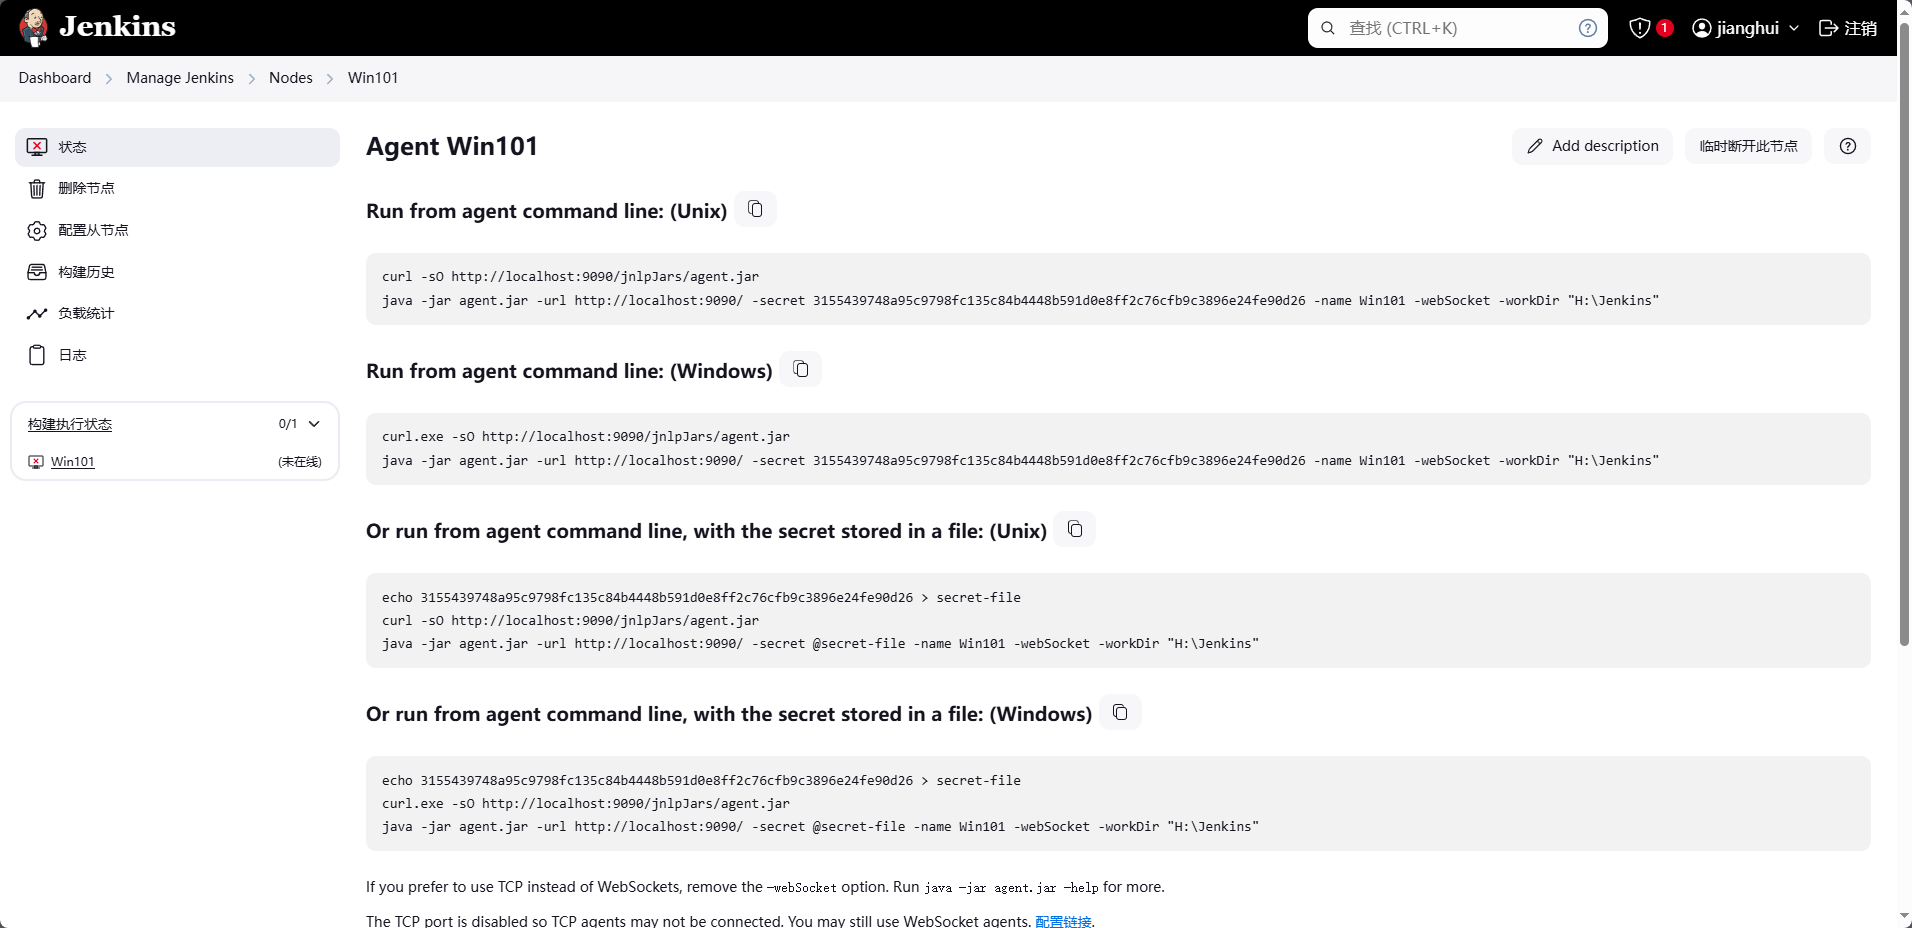 Jenkins
查找 (CTRL+K)
1
jianghui
注销
Dashboard
Manage Jenkins
Nodes
Win101
状态
删除节点
配置从节点
构建历史
负载统计
日志
构建执行状态
0/1
Win101
(未在线)
Agent Win101
Add description
临时断开此节点
Run from agent command line: (Unix)
curl -sO http://localhost:9090/jnlpJars/agent.jar
java -jar agent.jar -url http://localhost:9090/ -secret 3155439748a95c9798fc135c84b4448b591d0e8ff2c76cfb9c3896e24fe90d26 -name Win101 -webSocket -workDir "H:\Jenkins"
Run from agent command line: (Windows)
curl.exe -sO http://localhost:9090/jnlpJars/agent.jar
java -jar agent.jar -url http://localhost:9090/ -secret 3155439748a95c9798fc135c84b4448b591d0e8ff2c76cfb9c3896e24fe90d26 -name Win101 -webSocket -workDir "H:\Jenkins"
Or run from agent command line, with the secret stored in a file: (Unix)
echo 3155439748a95c9798fc135c84b4448b591d0e8ff2c76cfb9c3896e24fe90d26 > secret-file
curl -sO http://localhost:9090/jnlpJars/agent.jar
java -jar agent.jar -url http://localhost:9090/ -secret @secret-file -name Win101 -webSocket -workDir "H:\Jenkins"
Or run from agent command line, with the secret stored in a file: (Windows)
echo 3155439748a95c9798fc135c84b4448b591d0e8ff2c76cfb9c3896e24fe90d26 > secret-file
curl.exe -sO http://localhost:9090/jnlpJars/agent.jar
java -jar agent.jar -url http://localhost:9090/ -secret @secret-file -name Win101 -webSocket -workDir "H:\Jenkins"
If you prefer to use TCP instead of WebSockets, remove the -webSocket option. Run java -jar agent.jar -help for more.
The TCP port is disabled so TCP agents may not be connected. You may still use WebSocket agents. 配置链接.